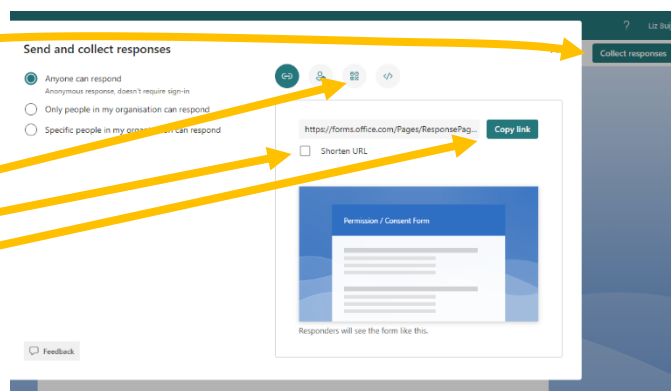 ? Liz
Collect responses
Send and collect responses
Anyone can respond
Anonymous response, doesn't require sign-in
Only people in my organisation can respond
Specific people in my organisation can respond
https://forms.office.com/Pages/ResponsePag...
Copy link
Shorten URL
Permission / Consent Form
Responders will see the form like this.
Feedback